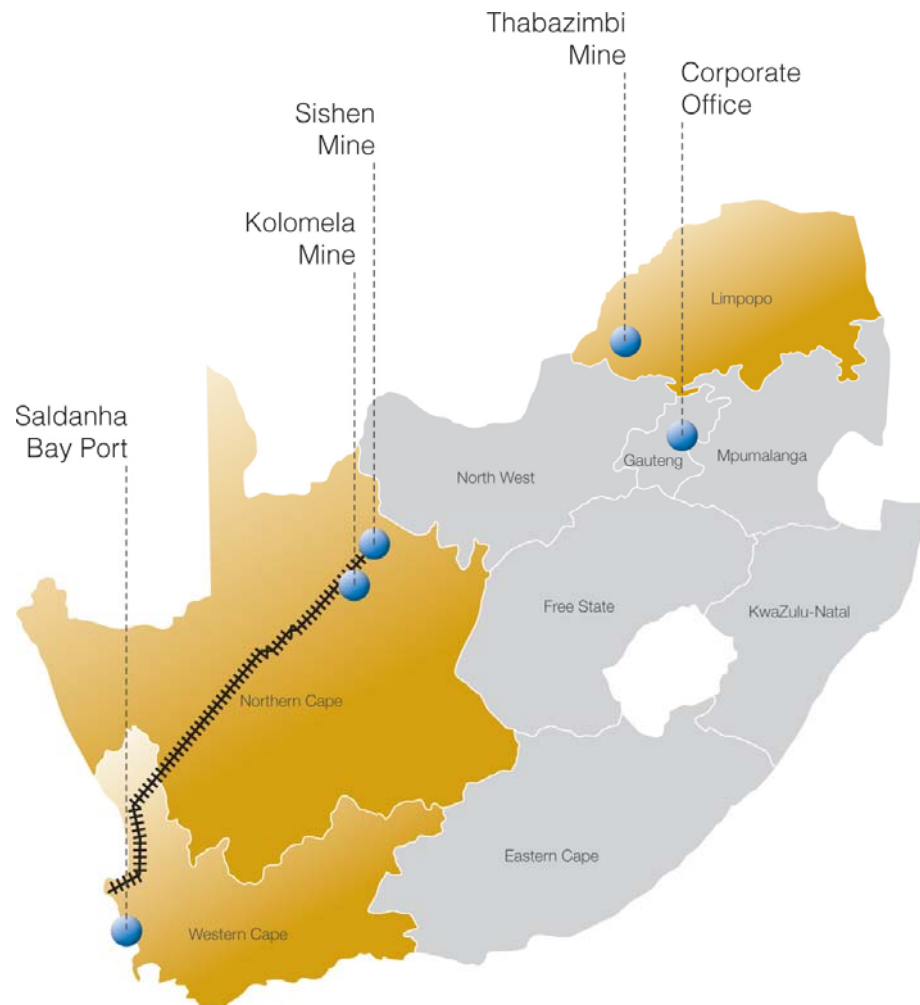 Thabazimbi
Mine
Corporate
Office
Sishen
Mine
Kolomela
Mine
Limpopo
Saldanha
Bay Port
North West
Gauteng
Mpumalanga
Free State
KwaZulu-Natal
Northern Cape
Eastern Cape
Western Cape